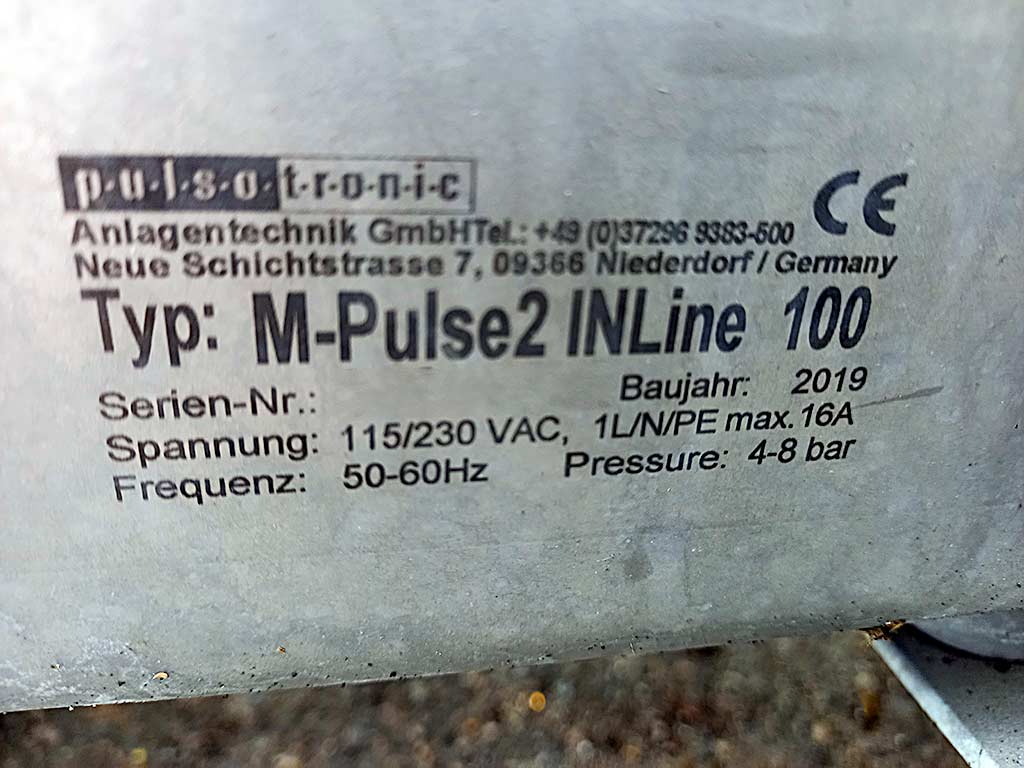 p·u·l·s·o·t·r·o·n·i·c
CE
Anlagentechnik GmbHTel.: +49 (0)37296 9383-500
Neue Schichtstrasse 7, 09366 Niederdorf / Germany
Typ: M-Pulse2 INLine 100
Serien-Nr.: Baujahr: 2019
Spannung: 115/230 VAC, 1L/N/PE max. 16A
Frequenz: 50-60Hz Pressure: 4-8 bar